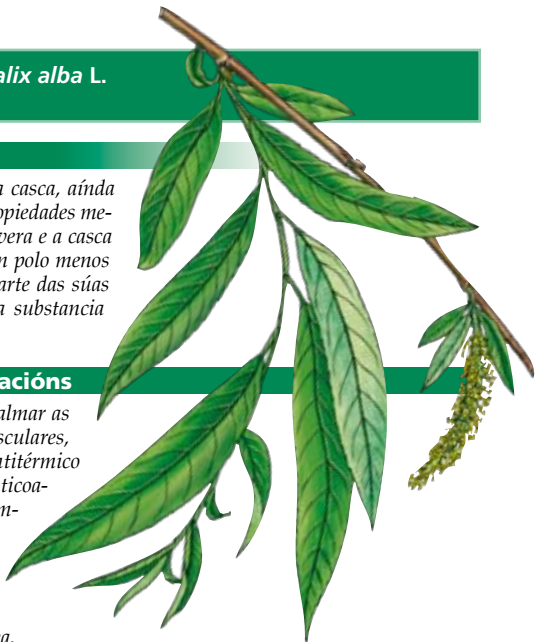 alix alba L.
a casca, aínda
opiedades me-
vera e a casca
n polo menos
arte das súas
a substancia
acións
almar as
sculares,
ntitérmico
nticoa-
n-
a.